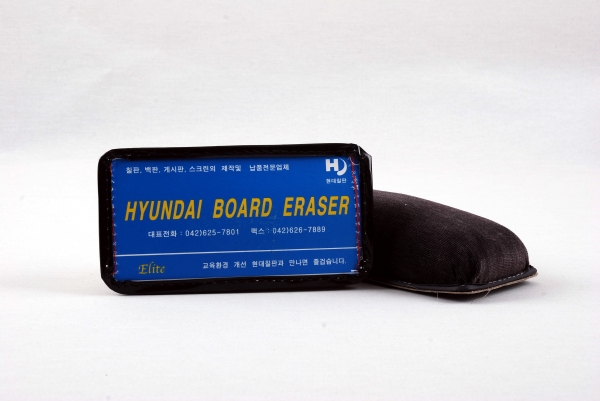 칠판, 백판, 게시판, 스크린의 제작및 납품전문업체
HD
현대칠판
HYUNDAI BOARD ERASER
대표전화 : 042)625-7801 팩스 : 042)626-7889
Elite
교육환경 개선 현대칠판과 만나면 즐겁습니다.